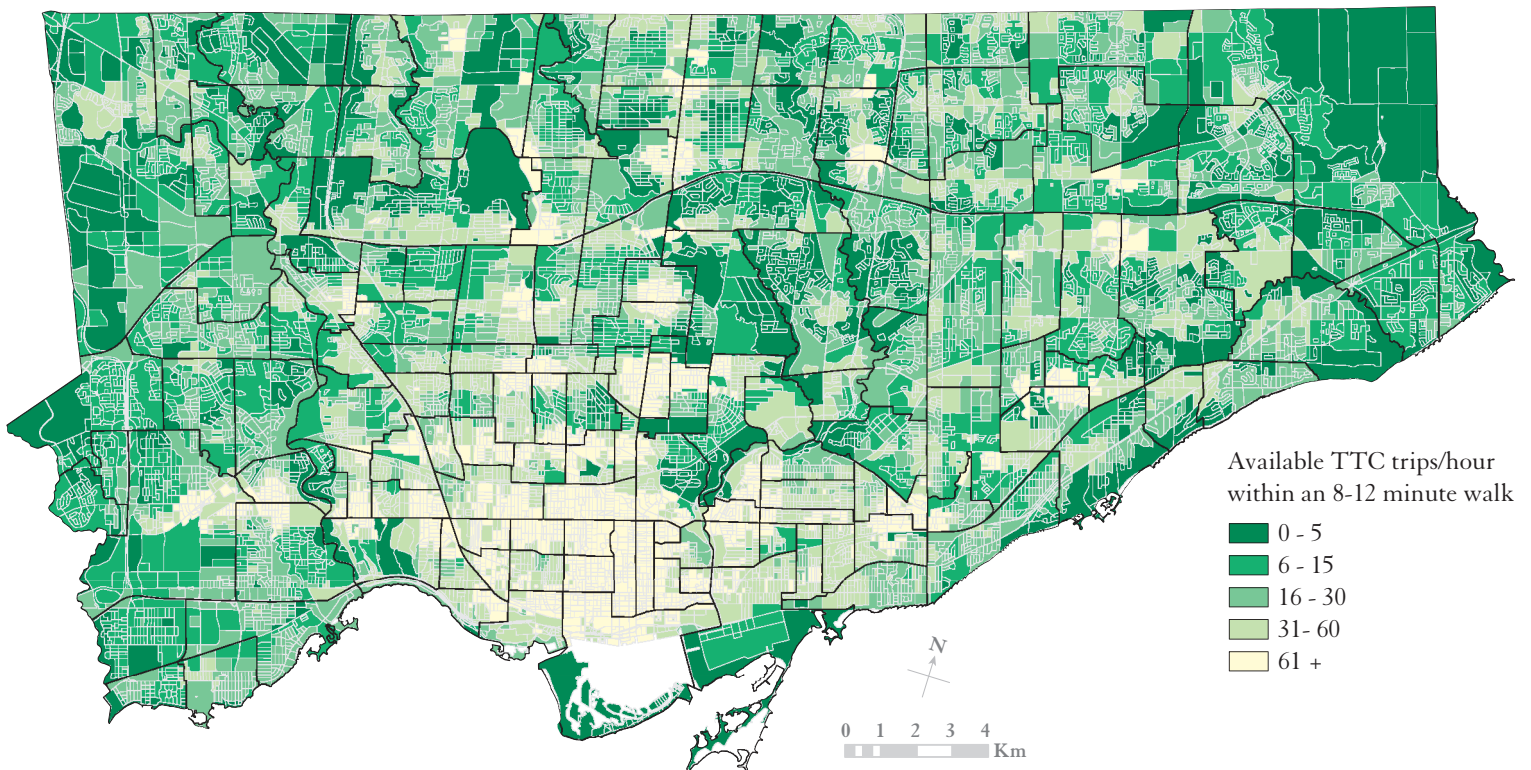 Available TTC trips/hour
within an 8-12 minute walk
0 - 5
6 - 15
16 - 30
31- 60
61 +
N
0 1 2 3 4
Km